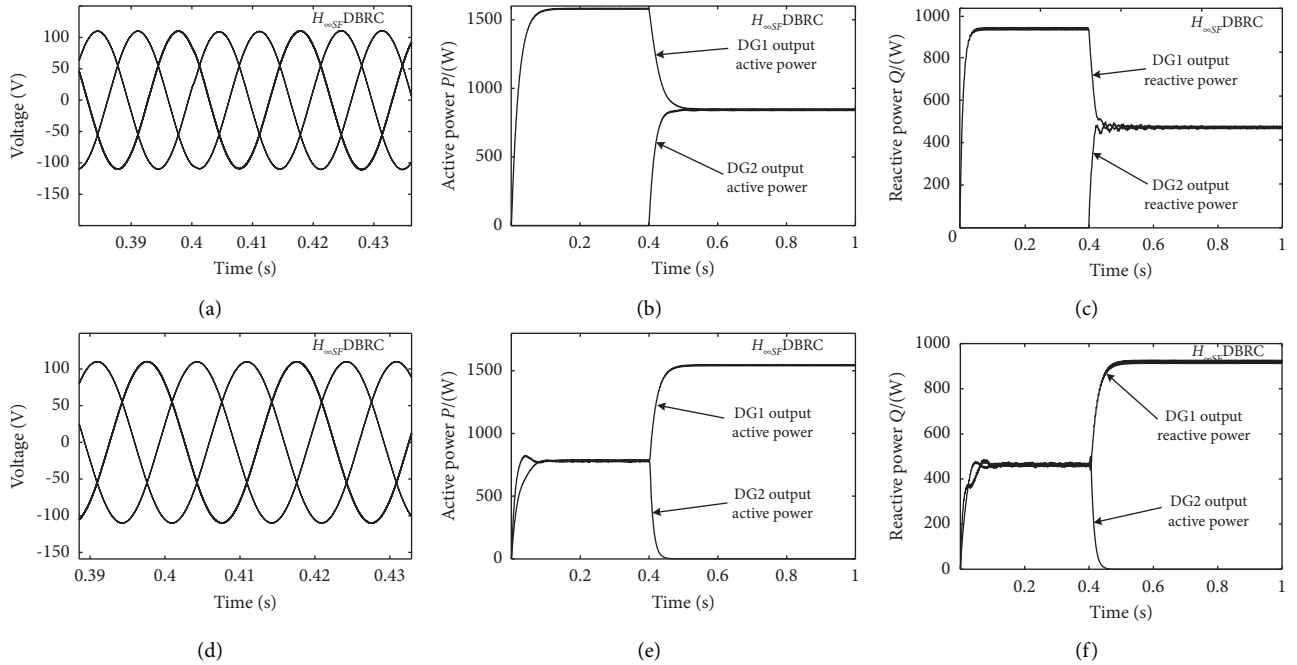 H∞SFDBRC
Voltage (V)
100
50
0
-50
-100
-150
0.39 0.4 0.41 0.42 0.43
Time (s)
(a)
H∞SFDBRC
Active power P/(W)
1500
1000
500
0
DG1 output
active power
DG2 output
active power
0.2 0.4 0.6 0.8 1
Time (s)
(b)
H∞SFDBRC
Reactive power Q/(W)
1000
800
600
400
200
0
DG1 output
reactive power
DG2 output
reactive power
0 0.2 0.4 0.6 0.8 1
Time (s)
(c)
H∞SFDBRC
Voltage (V)
100
50
0
-50
-100
-150
0.39 0.4 0.41 0.42 0.43
Time (s)
(d)
H∞SFDBRC
Active power P/(W)
1500
1000
500
0
DG1 output
active power
DG2 output
active power
0.2 0.4 0.6 0.8 1
Time (s)
(e)
H∞SFDBRC
Reactive power Q/(W)
1000
800
600
400
200
0
DG1 output
reactive power
DG2 output
reactive power
0.2 0.4 0.6 0.8 1
Time (s)
(f)